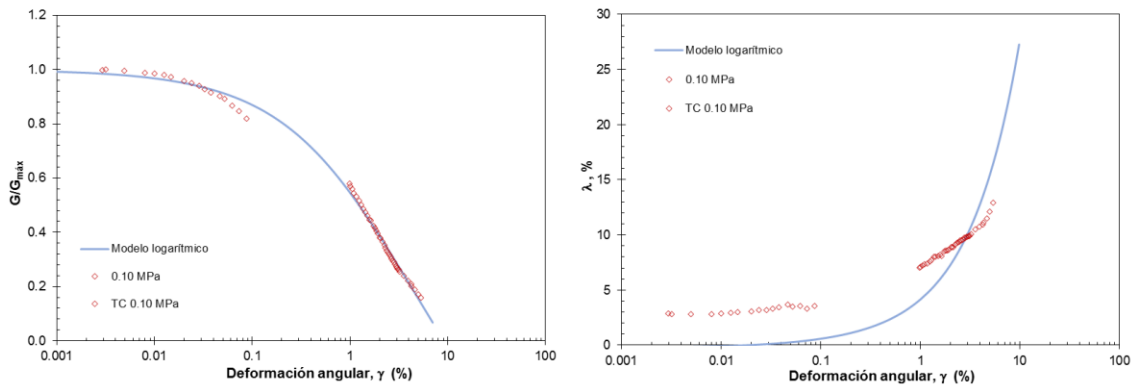 1.2
1.0
0.8
0.6
0.4
0.2
0.0
G/Gmáx
Modelo logarítmico
0.10 MPa
TC 0.10 MPa
0.001 0.01 0.1 1 10 100
Deformación angular, γ (%)
30
25
20
15
10
5
0
λ, %
Modelo logarítmico
0.10 MPa
TC 0.10 MPa
0.001 0.01 0.1 1 10 100
Deformación angular, γ (%)